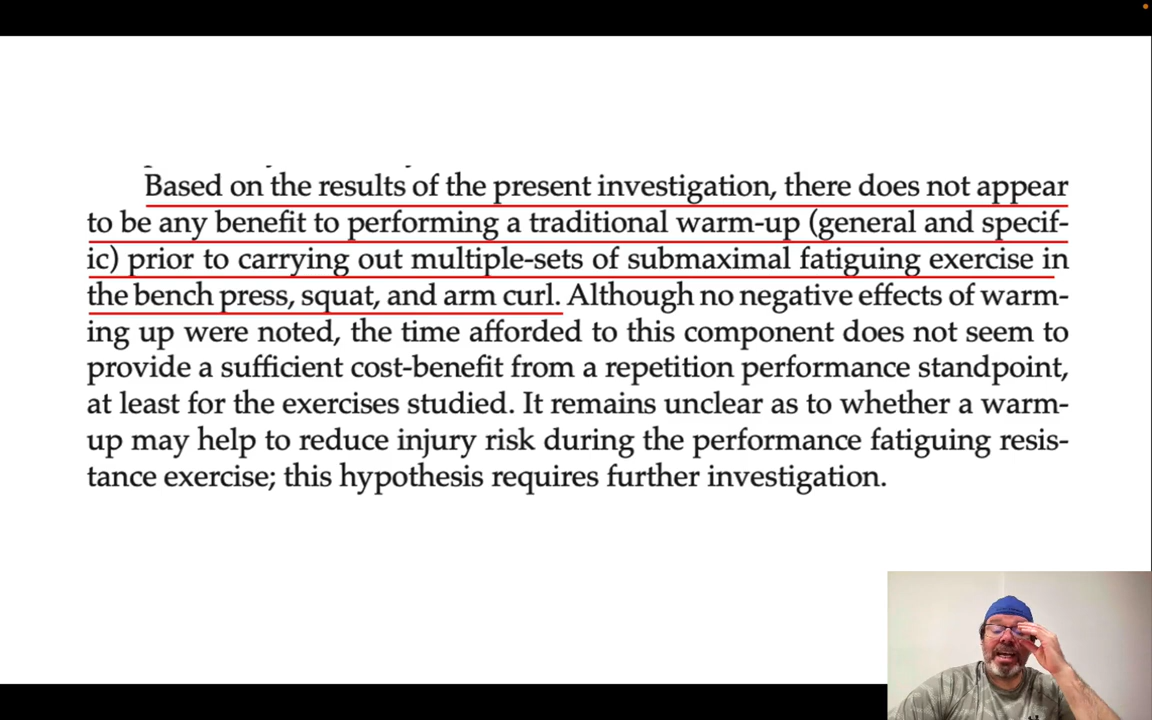 Based on the results of the present investigation, there does not appear
to be any benefit to performing a traditional warm-up (general and specif-
ic) prior to carrying out multiple-sets of submaximal fatiguing exercise in
the bench press, squat, and arm curl. Although no negative effects of warm-
ing up were noted, the time afforded to this component does not seem to
provide a sufficient cost-benefit from a repetition performance standpoint,
at least for the exercises studied. It remains unclear as to whether a warm-
up may help to reduce injury risk during the performance fatiguing resis-
tance exercise; this hypothesis requires further investigation.